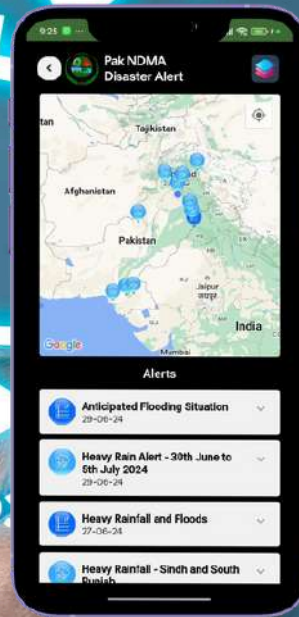 9:25
Pak NDMA
Disaster Alert
tan
Tajikistan
Afghanistan
Pakistan
Jaipur
जयपुर
India
Google
Mumbai
Alerts
Anticipated Flooding Situation
29-06-24
Heavy Rain Alert - 30th June to
5th July 2024
29-06-24
Heavy Rainfall and Floods
27-06-24
Heavy Rainfall - Sindh and South
Punjab